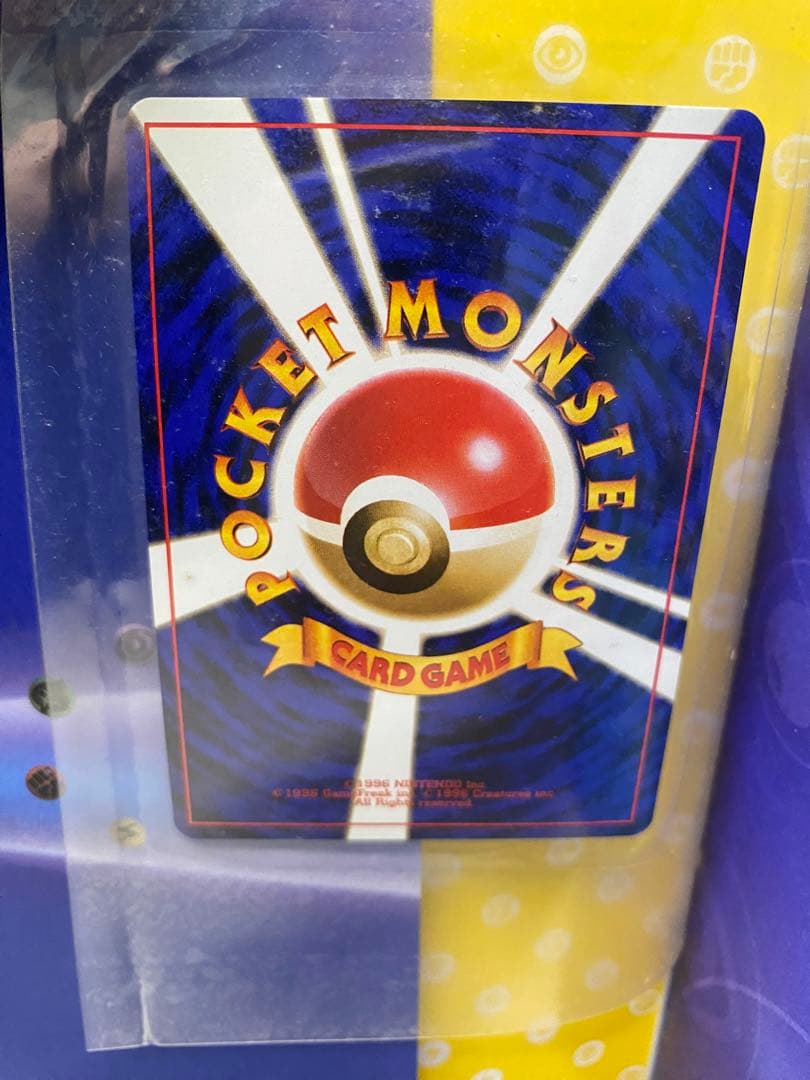 POCKET MONSTERS
CARD GAME
©1996 NINTENDO inc.
©1996 GameFreak inc. ©1996 Creatures inc.
All Rights reserved.